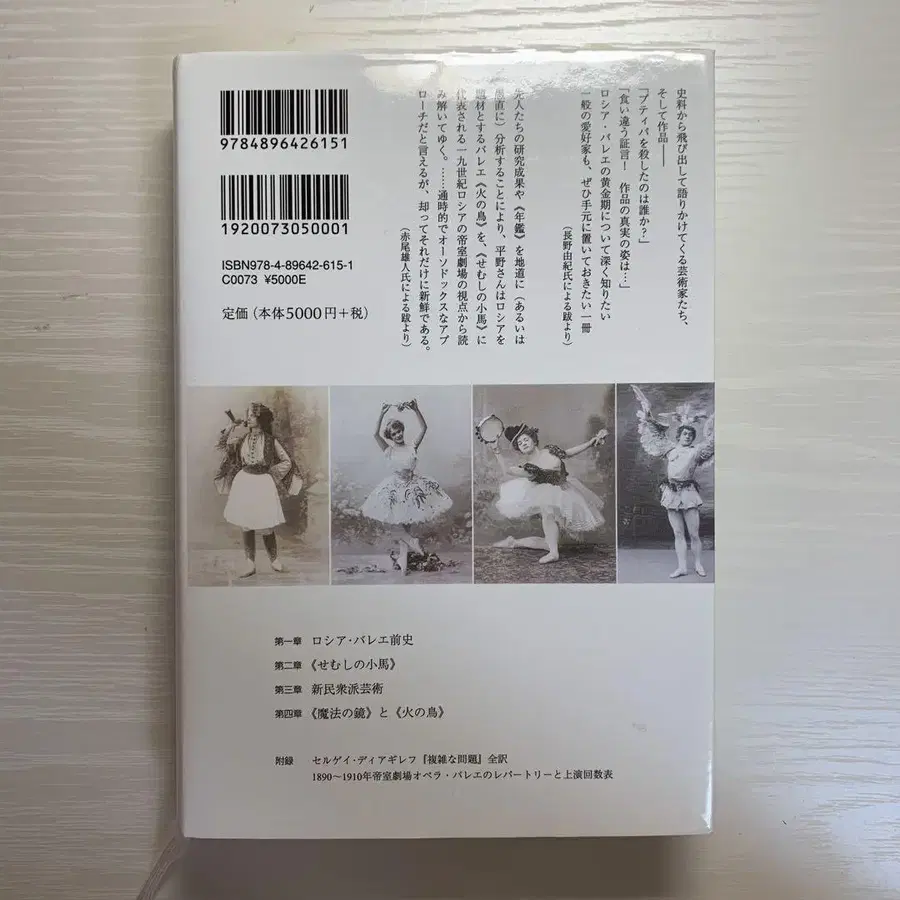 9784896426151
1920073050001
ISBN978-4-89642-615-1
C0073 ¥5000E
定価（本体5000円＋税）
史料から飛び出して語りかけてくる芸術家たち、
そして作品――
「プティパを殺したのは誰か？」
「食い違う証言！　作品の真実の姿は…」
ロシア・バレエの黄金期について深く知りたい
一般の愛好家も、ぜひ手元に置いておきたい一冊
（長野由紀氏による跋より）
先人たちの研究成果や《年鑑》を地道に（あるいは
愚直に）分析することにより、平野さんはロシアを
題材とするバレエ《火の鳥》を、《せむしの小馬》に
代表される一九世紀ロシアの帝室劇場の視点から読
み解いてゆく。……通時的でオーソドックスなアプ
ローチだと言えるが、却ってそれだけに新鮮である。
（赤尾雄人氏による跋より）
第一章　ロシア・バレエ前史
第二章　《せむしの小馬》
第三章　新民衆派芸術
第四章　《魔法の鏡》と《火の鳥》
附録　セルゲイ・ディアギレフ『複雑な問題』全訳
1890～1910年帝室劇場オペラ・バレエのレパートリーと上演回数表